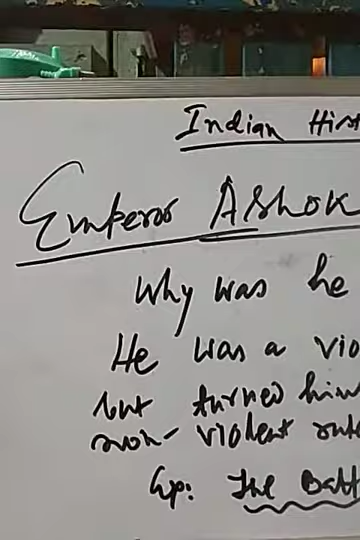 Indian Hist
Emperor Ashok
Why was he
He was a vio
but turned him
non-violent rule
Ep: The Batt